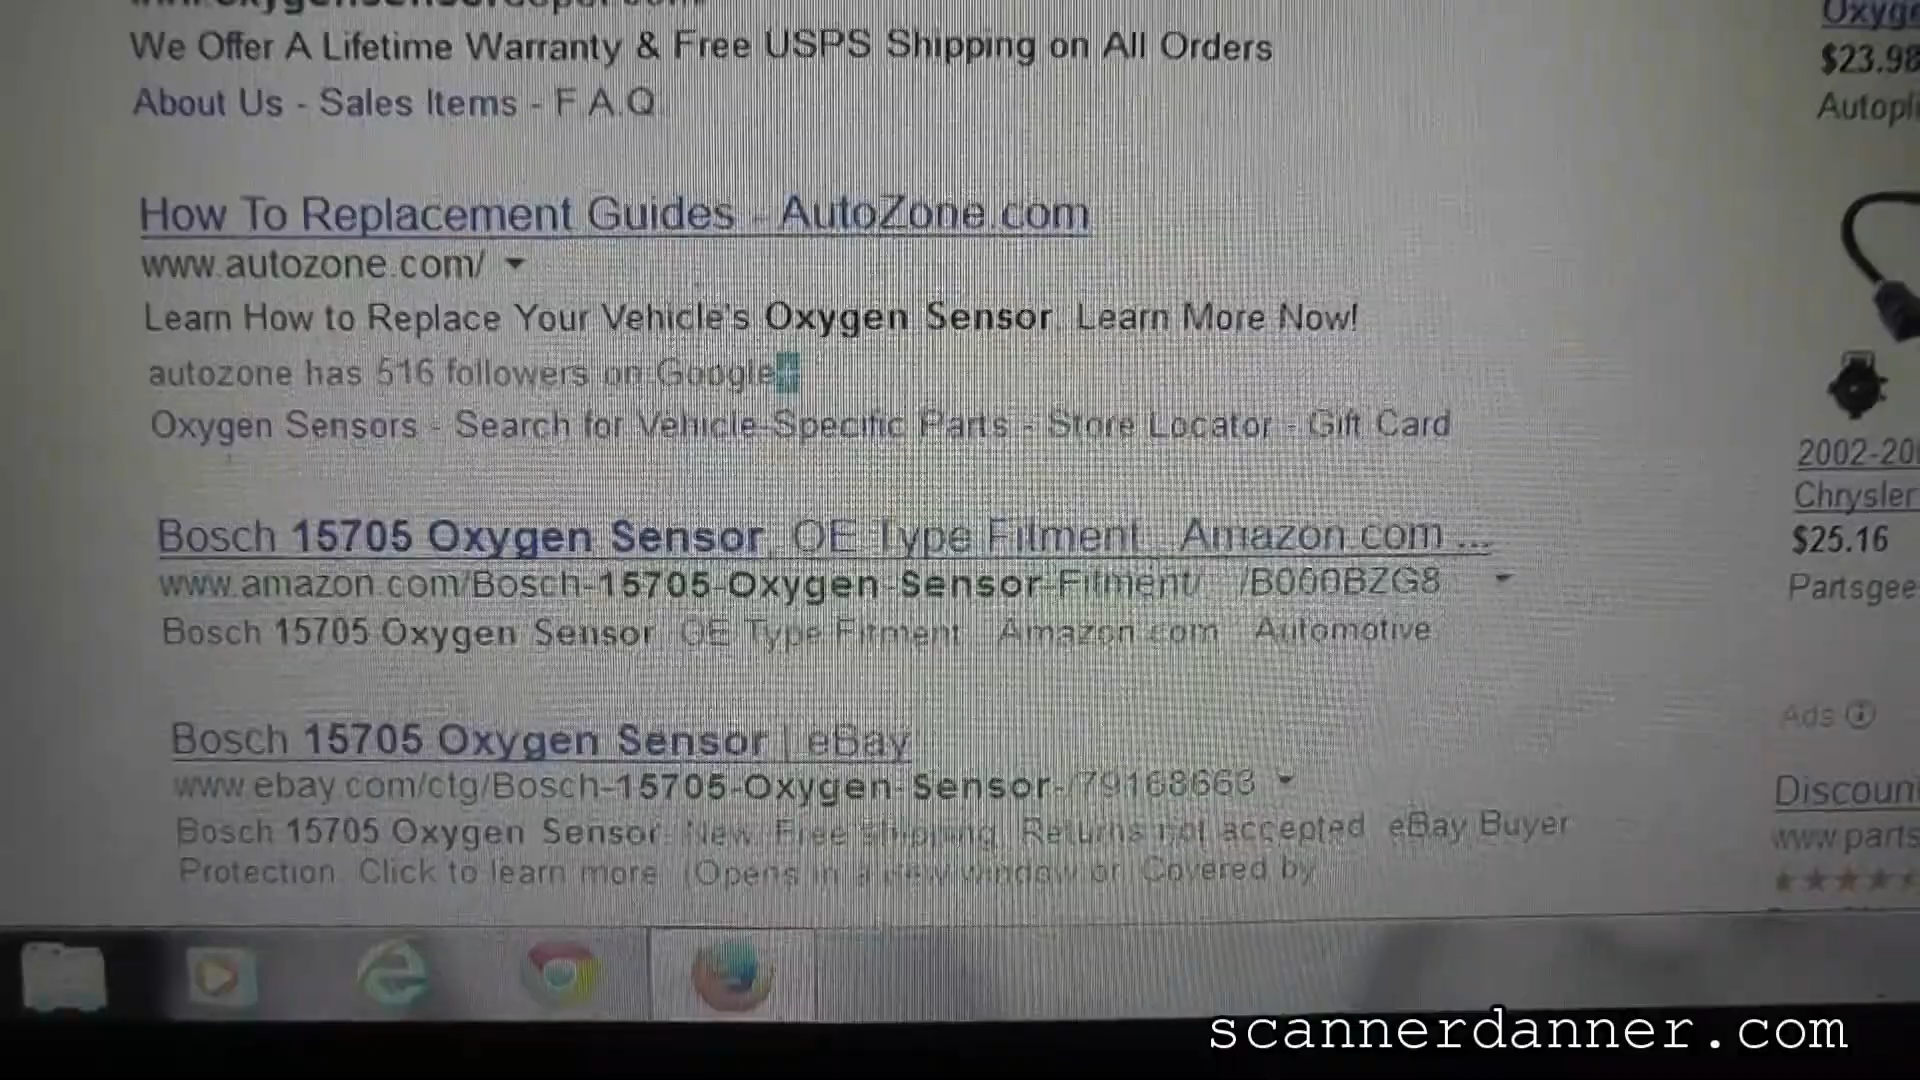 We Offer A Lifetime Warranty & Free USPS Shipping on All Orders
About Us - Sales Items - F.A.Q.
How To Replacement Guides - AutoZone.com
www.autozone.com/
Learn How to Replace Your Vehicle's Oxygen Sensor. Learn More Now!
autozone has 516 followers on Google+
Oxygen Sensors - Search for Vehicle-Specific Parts - Store Locator - Gift Card
Bosch 15705 Oxygen Sensor, OE Type Fitment : Amazon.com ...
www.amazon.com/Bosch-15705-Oxygen-Sensor-Fitment/.../B000BZG8...
Bosch 15705 Oxygen Sensor, OE Type Fitment : Amazon.com : Automotive
Bosch 15705 Oxygen Sensor | eBay
www.ebay.com/ctg/Bosch-15705-Oxygen-Sensor-/79168663
Bosch 15705 Oxygen Sensor. New. Free shipping. Returns not accepted. eBay Buyer
Protection. Click to learn more. (Opens in a new window or Covered by
$23.98
2002-20
Chrysler
$25.16
Partsgee
Ads
Discoun
www.parts
scannerdanner.com